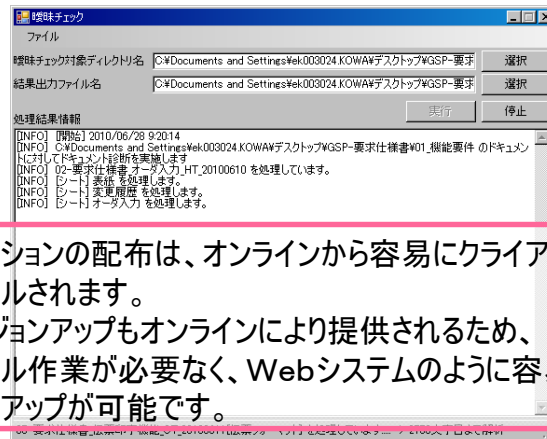 曖昧チェック
ファイル
曖昧チェック対象ディレクトリ名 C:¥Documents and Settings¥ek003024.KOWA¥デスクトップ¥GSP-要求 選択
結果出力ファイル名 C:¥Documents and Settings¥ek003024.KOWA¥デスクトップ¥GSP-要求 選択
処理結果情報 実行 停止
[INFO] [開始] 2010/06/28 9:20:14
[INFO] C:¥Documents and Settings¥ek003024.KOWA¥デスクトップ¥GSP-要求仕様書¥01_機能要件 のドキュメン
トに対してドキュメント診断を実施します
[INFO] 02-要求仕様書_オーダ入力_HT_20100610 を処理しています。
[INFO] [シート] 表紙 を処理します。
[INFO] [シート] 変更履歴 を処理します。
[INFO] [シート] オーダ入力 を処理します。
ションの配布は、オンラインから容易にクライア
ルされます。
ジョンアップもオンラインにより提供されるため、
ル作業が必要なく、Webシステムのように容
アップが可能です。